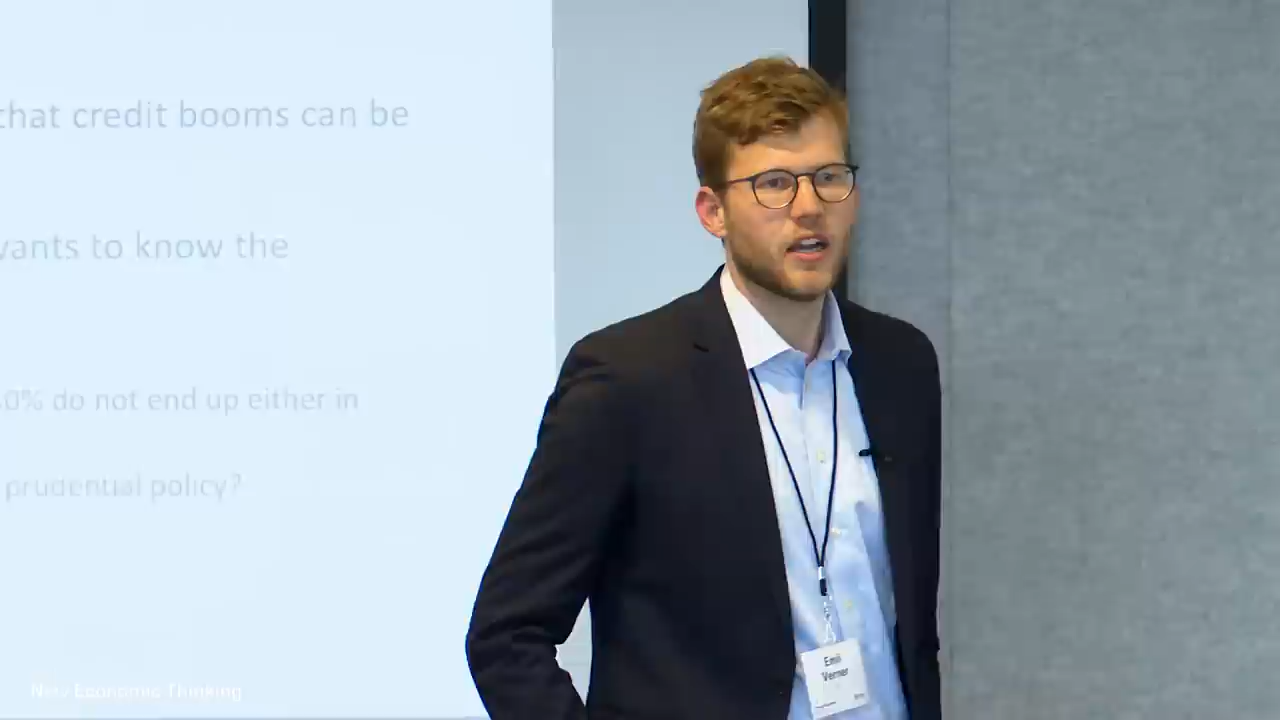 that credit booms can be
wants to know the
0% do not end up either in
prudential policy?
New Economic Thinking
Emil
Verner